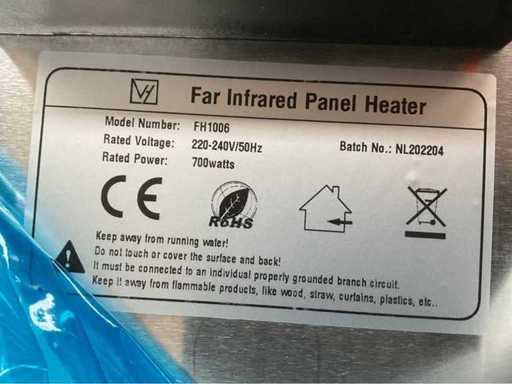 VH Far Infrared Panel Heater
Model Number: FH1006
Rated Voltage: 220-240V/50Hz Batch No.: NL202204
Rated Power: 700watts
CE RoHS
Keep away from running water!
Do not touch or cover the surface and back!
It must be connected to an individual properly grounded branch circuit.
Keep it away from flammable products, like wood, straw, curtains, plastics, etc..